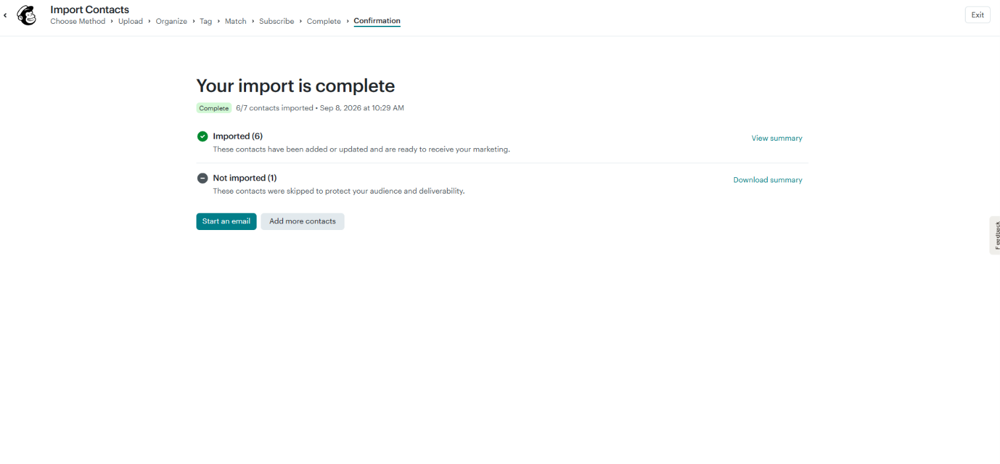 Import Contacts
Exit
Choose Method › Upload › Organize › Tag › Match › Subscribe › Complete › Confirmation
Your import is complete
Complete 6/7 contacts imported • Sep 8, 2026 at 10:29 AM
Imported (6)
View summary
These contacts have been added or updated and are ready to receive your marketing.
Not imported (1)
Download summary
These contacts were skipped to protect your audience and deliverability.
Start an email Add more contacts
Feedback